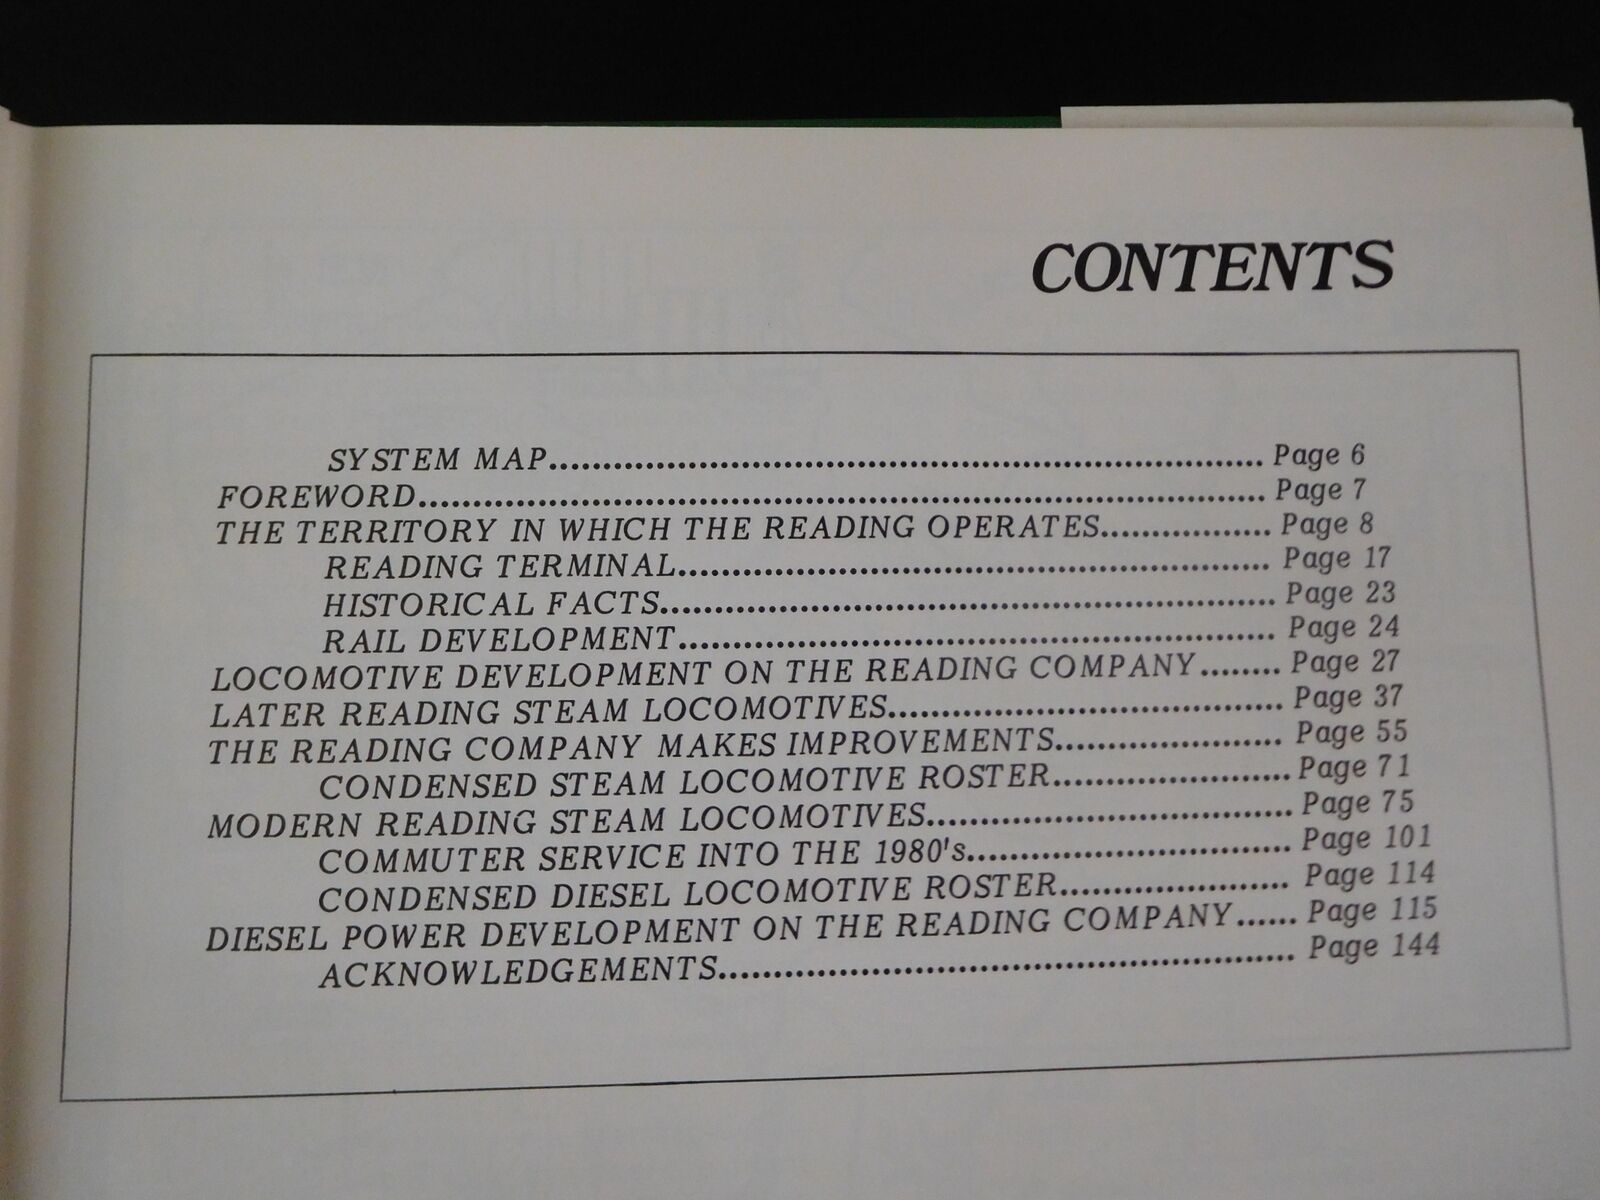 CONTENTS
SYSTEM MAP.................................................................... Page 6
FOREWORD................................................................................. Page 7
THE TERRITORY IN WHICH THE READING OPERATES................ Page 8
READING TERMINAL......................................................... Page 17
HISTORICAL FACTS........................................................... Page 23
RAIL DEVELOPMENT......................................................... Page 24
LOCOMOTIVE DEVELOPMENT ON THE READING COMPANY........ Page 27
LATER READING STEAM LOCOMOTIVES...................................... Page 37
THE READING COMPANY MAKES IMPROVEMENTS...................... Page 55
CONDENSED STEAM LOCOMOTIVE ROSTER....................... Page 71
MODERN READING STEAM LOCOMOTIVES................................... Page 75
COMMUTER SERVICE INTO THE 1980's............................... Page 101
CONDENSED DIESEL LOCOMOTIVE ROSTER...................... Page 114
DIESEL POWER DEVELOPMENT ON THE READING COMPANY...... Page 115
ACKNOWLEDGEMENTS....................................................... Page 144